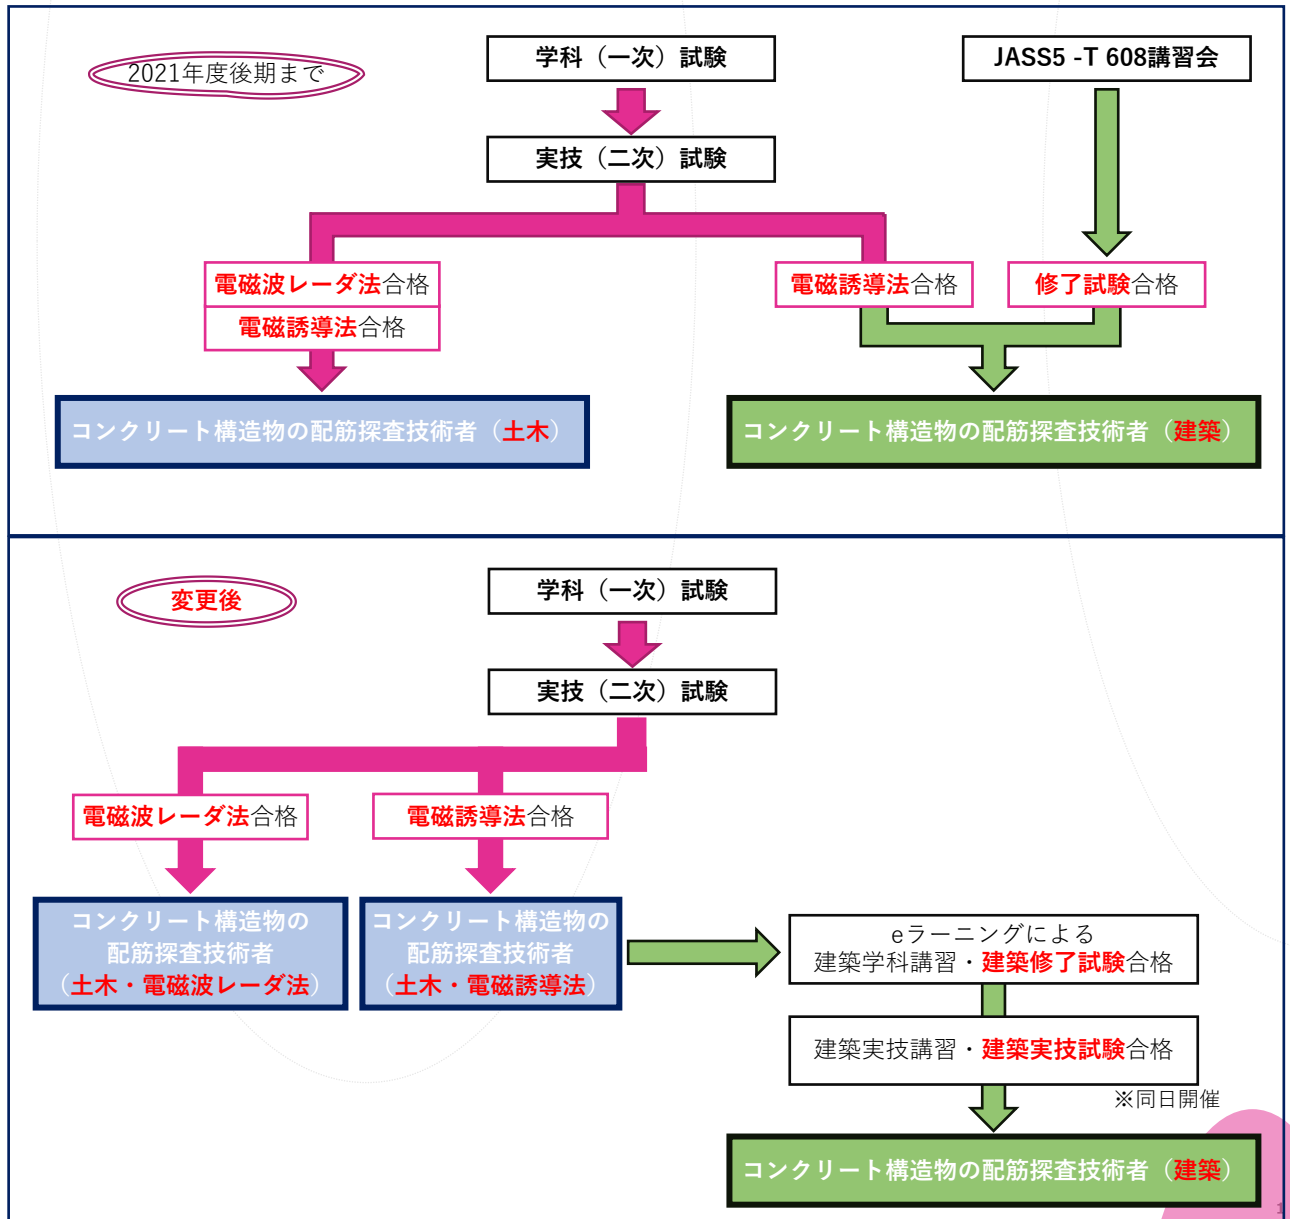 2021年度後期まで
学科（一次）試験
JASS5 -T 608講習会
実技（二次）試験
電磁波レーダ法合格
電磁誘導法合格
電磁誘導法合格
修了試験合格
コンクリート構造物の配筋探査技術者（土木）
コンクリート構造物の配筋探査技術者（建築）
変更後
学科（一次）試験
実技（二次）試験
電磁波レーダ法合格
電磁誘導法合格
コンクリート構造物の
配筋探査技術者
（土木・電磁波レーダ法）
コンクリート構造物の
配筋探査技術者
（土木・電磁誘導法）
eラーニングによる
建築学科講習・建築修了試験合格
建築実技講習・建築実技試験合格
※同日開催
コンクリート構造物の配筋探査技術者（建築）
1